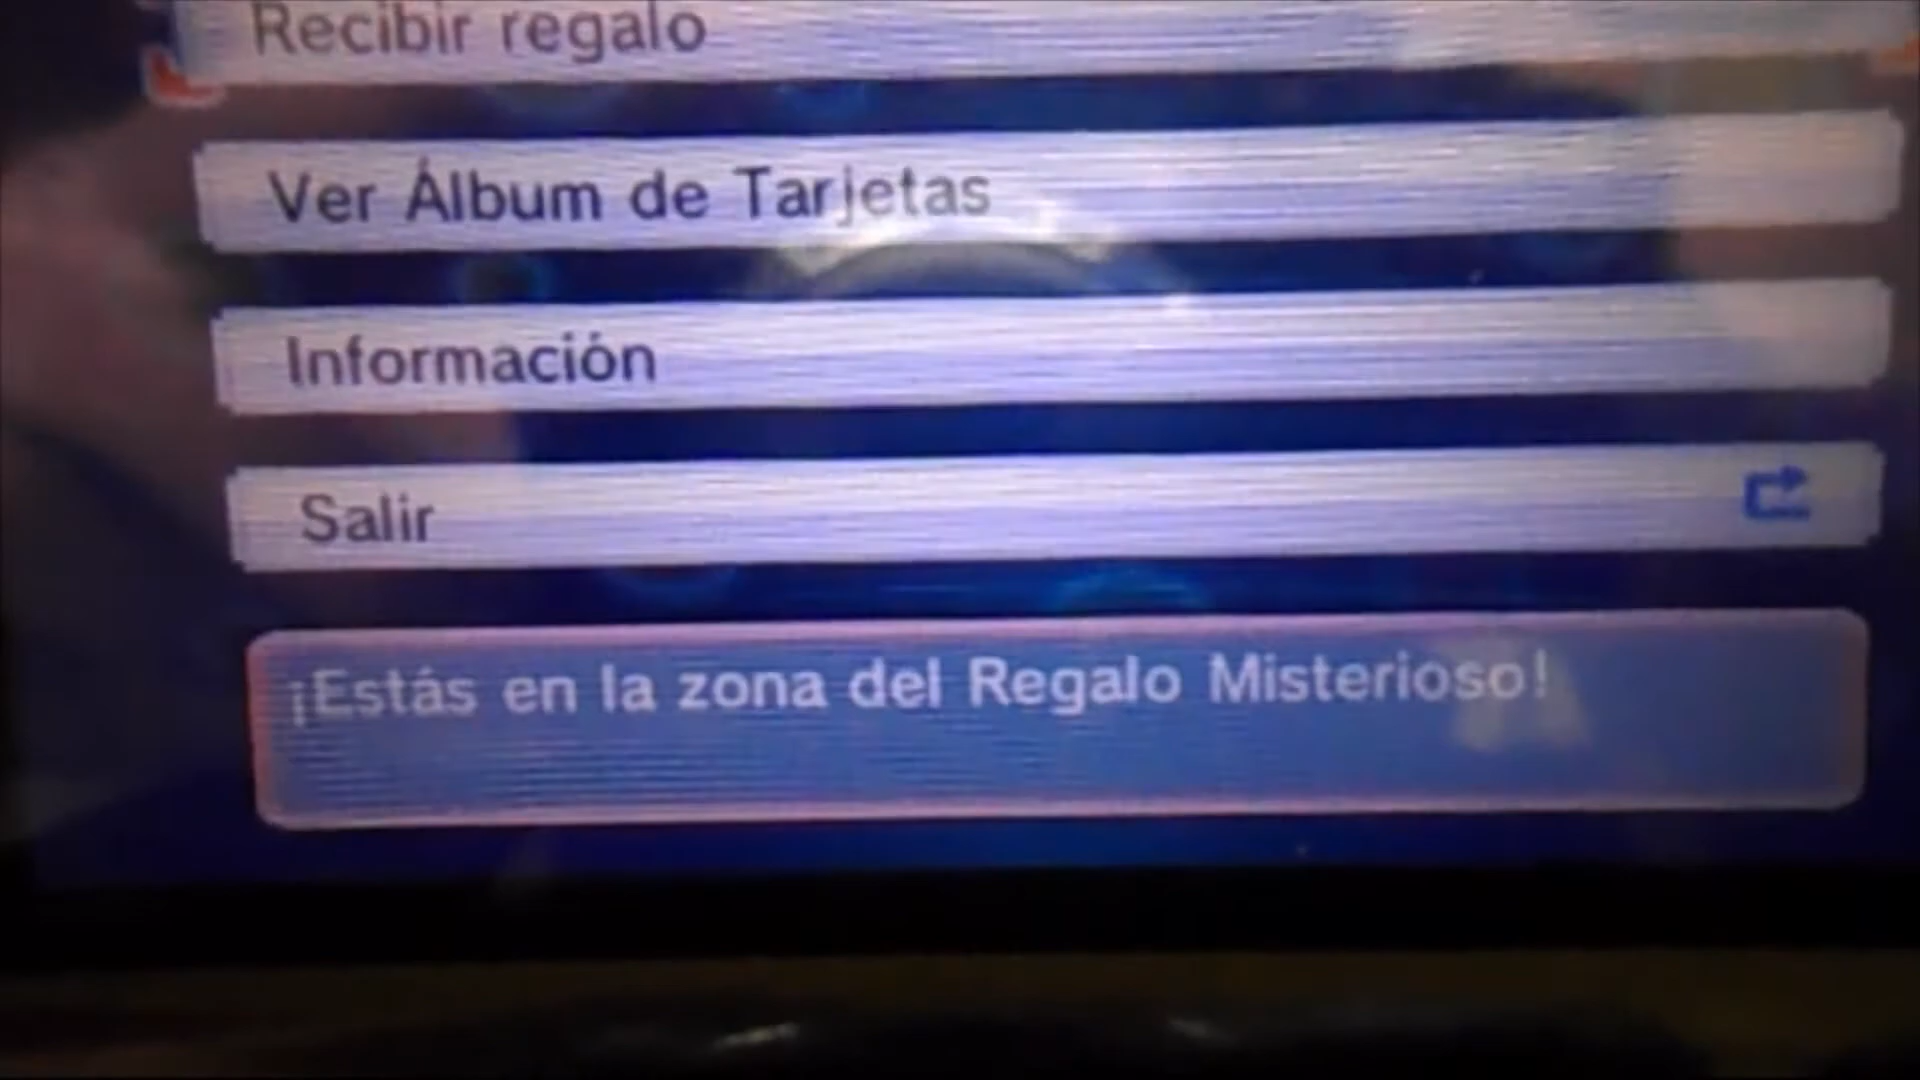 Recibir regalo
Ver Álbum de Tarjetas
Información
Salir
¡Estás en la zona del Regalo Misterioso!